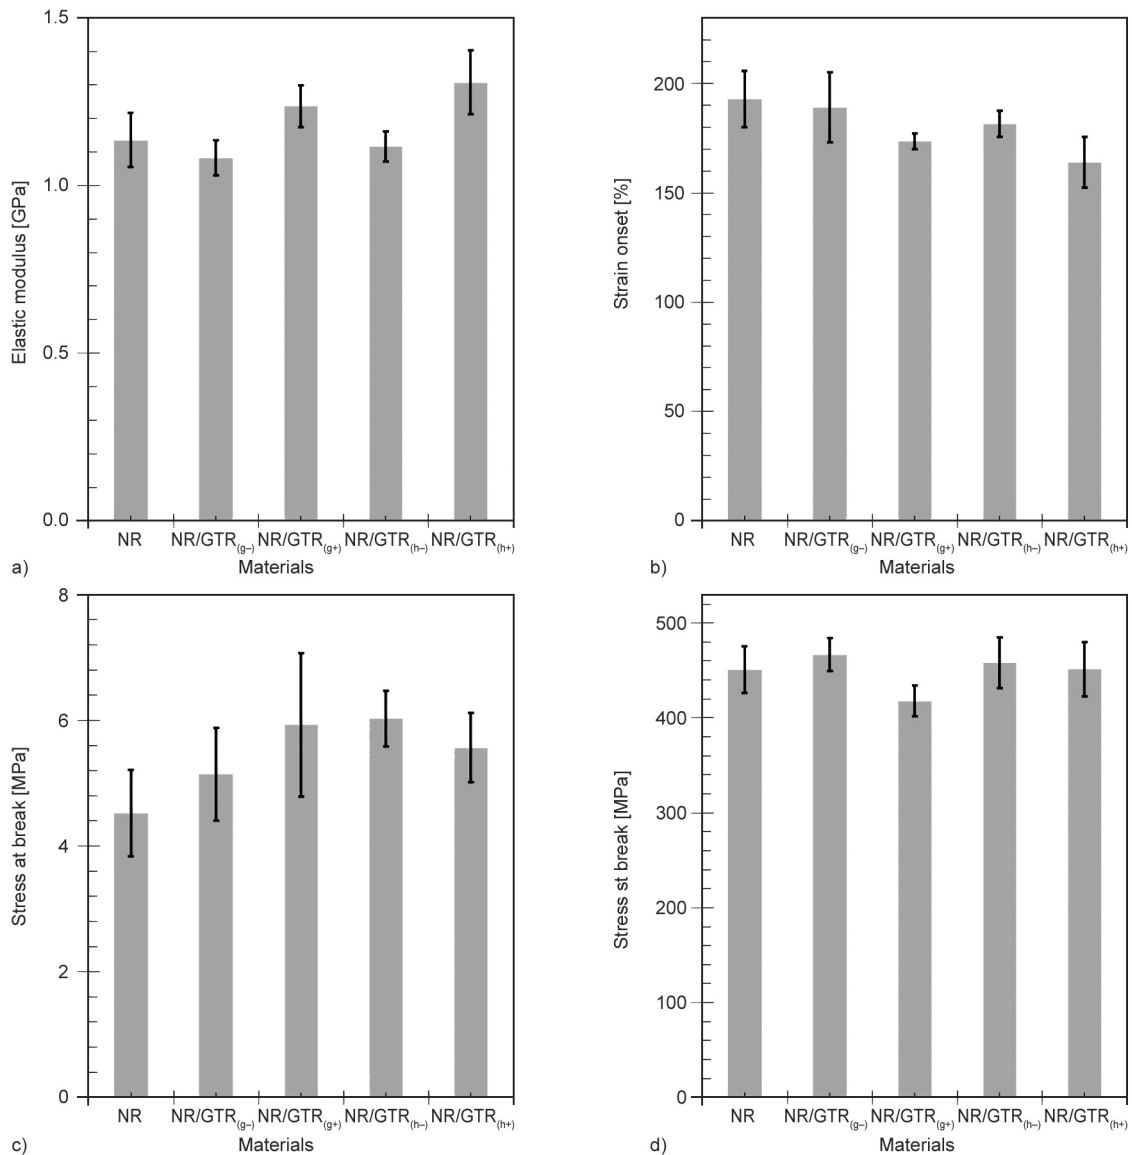 1.5
1.0
0.5
0.0
Elastic modulus [GPa]
NR NR/GTR(g–) NR/GTR(g+) NR/GTR(h–) NR/GTR(h+)
a) Materials
200
150
100
50
0
Strain onset [%]
NR NR/GTR(g–) NR/GTR(g+) NR/GTR(h–) NR/GTR(h+)
b) Materials
8
6
4
2
0
Stress at break [MPa]
NR NR/GTR(g–) NR/GTR(g+) NR/GTR(h–) NR/GTR(h+)
c) Materials
500
400
300
200
100
0
Stress st break [MPa]
NR NR/GTR(g–) NR/GTR(g+) NR/GTR(h–) NR/GTR(h+)
d) Materials